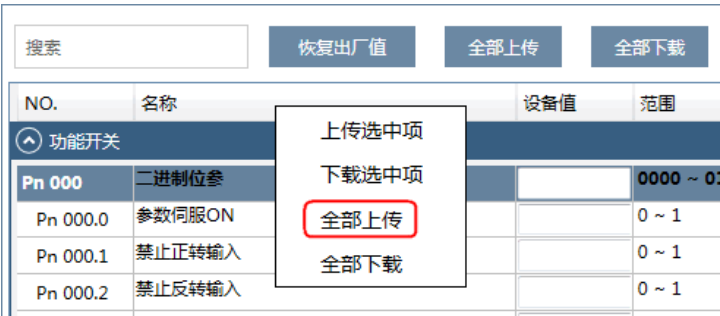 搜索 恢复出厂值 全部上传 全部下载
NO. 名称 设备值 范围
功能开关
Pn 000 二进制位参 0000 ~ 01
Pn 000.0 参数伺服ON 0 ~ 1
Pn 000.1 禁止正转输入 0 ~ 1
Pn 000.2 禁止反转输入 0 ~ 1
上传选中项
下载选中项
全部上传
全部下载